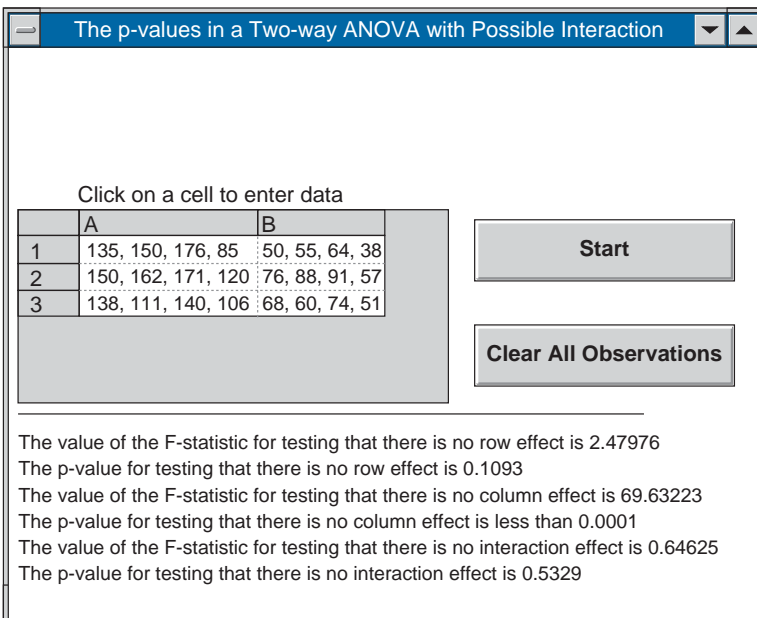 The p-values in a Two-way ANOVA with Possible Interaction
Click on a cell to enter data
A B
1 135, 150, 176, 85 50, 55, 64, 38
2 150, 162, 171, 120 76, 88, 91, 57
3 138, 111, 140, 106 68, 60, 74, 51
Start
Clear All Observations
The value of the F-statistic for testing that there is no row effect is 2.47976
The p-value for testing that there is no row effect is 0.1093
The value of the F-statistic for testing that there is no column effect is 69.63223
The p-value for testing that there is no column effect is less than 0.0001
The value of the F-statistic for testing that there is no interaction effect is 0.64625
The p-value for testing that there is no interaction effect is 0.5329